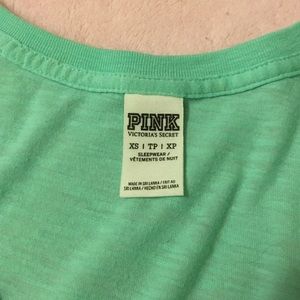 PINK
VICTORIA'S SECRET
XS | TP | XP
SLEEPWEAR /
VÊTEMENTS DE NUIT
MADE IN SRI LANKA / FAIT AU
SRI LANKA / HECHO EN SRI LANKA